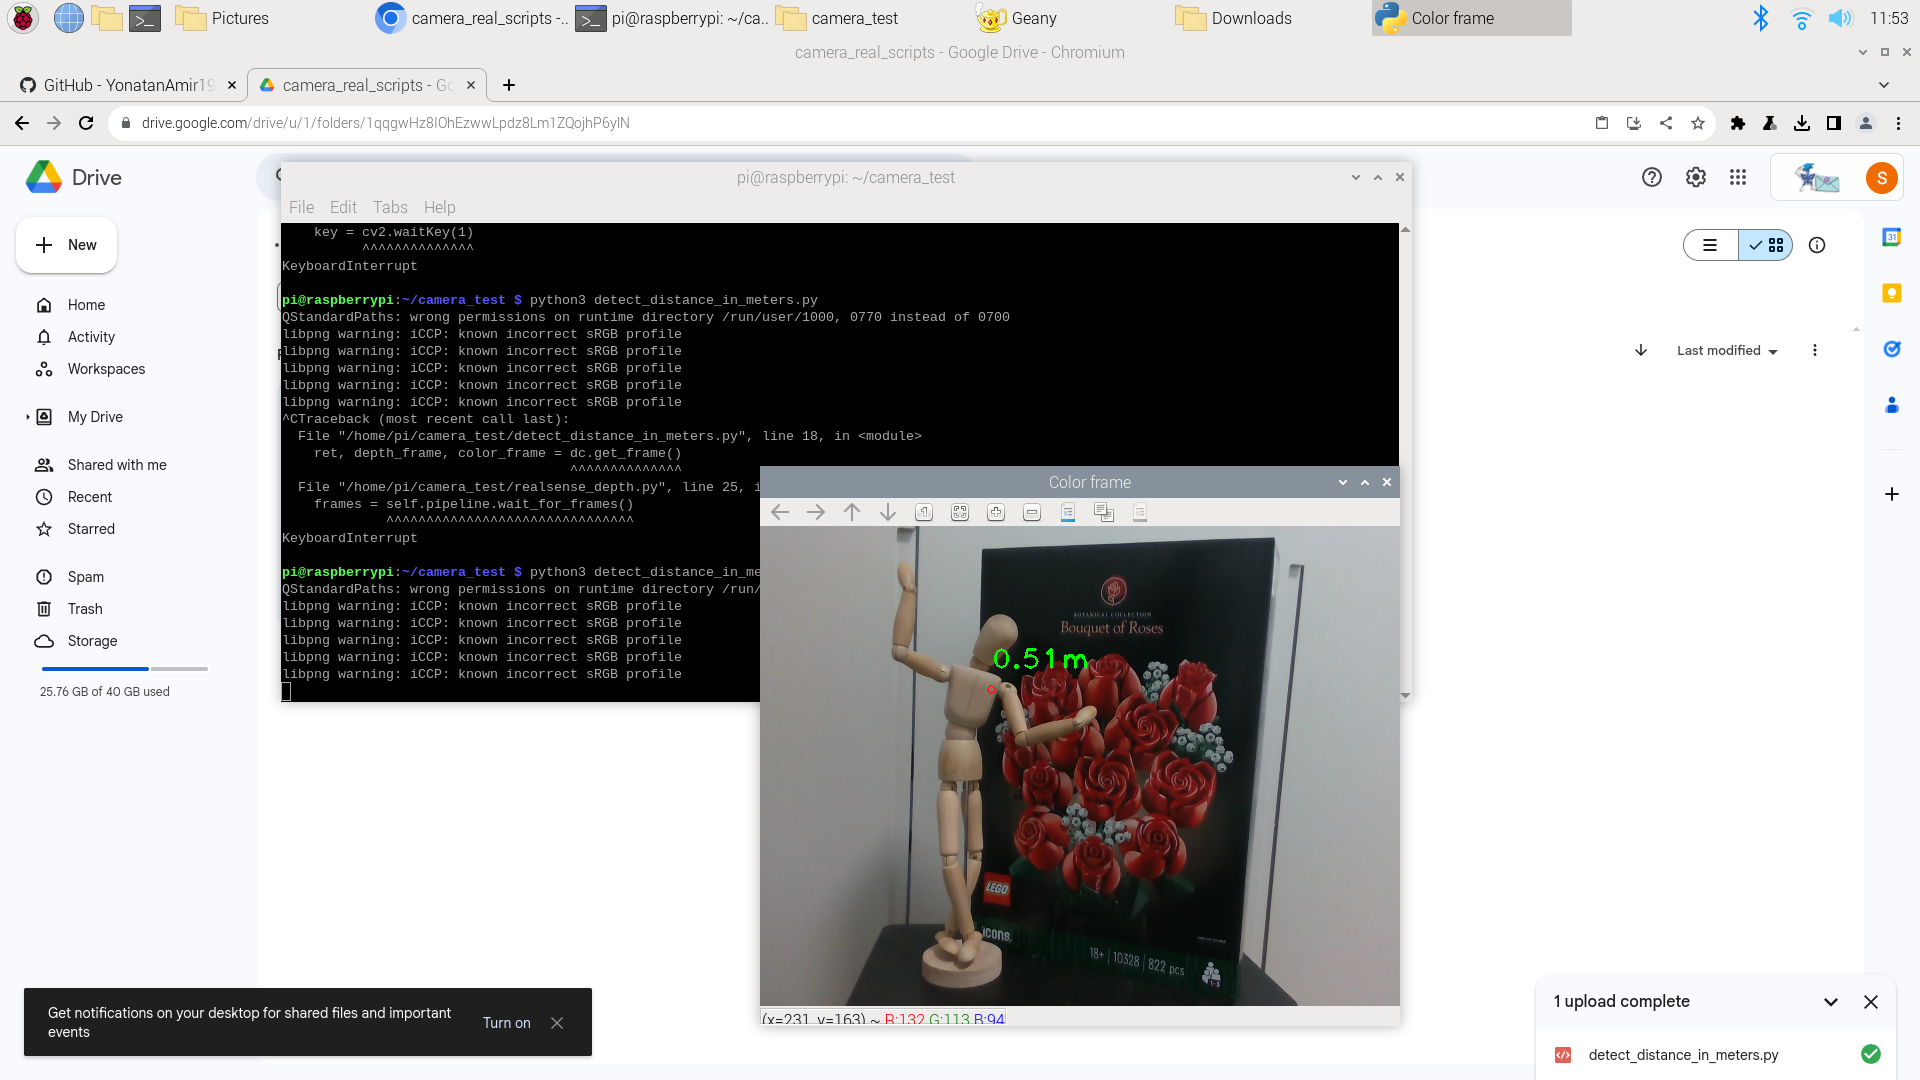 Pictures
camera_real_scripts -..
pi@raspberrypi: ~/ca..
camera_test
Geany
Downloads
Color frame
11:53
camera_real_scripts - Google Drive - Chromium
GitHub - YonatanAmir19
camera_real_scripts - Go
drive.google.com/drive/u/1/folders/1qqgwHz8IOhEzwwLpdz8Lm1ZQojhP6yIN
Drive
S
New
Home
Activity
Workspaces
My Drive
Shared with me
Recent
Starred
Spam
Trash
Storage
25.76 GB of 40 GB used
Last modified
31
pi@raspberrypi: ~/camera_test
File Edit Tabs Help
key = cv2.waitKey(1)
^^^^^^^^^^^^^^
KeyboardInterrupt
pi@raspberrypi:~/camera_test $ python3 detect_distance_in_meters.py
QStandardPaths: wrong permissions on runtime directory /run/user/1000, 0770 instead of 0700
libpng warning: iCCP: known incorrect sRGB profile
libpng warning: iCCP: known incorrect sRGB profile
libpng warning: iCCP: known incorrect sRGB profile
libpng warning: iCCP: known incorrect sRGB profile
libpng warning: iCCP: known incorrect sRGB profile
^CTraceback (most recent call last):
File "/home/pi/camera_test/detect_distance_in_meters.py", line 18, in <module>
ret, depth_frame, color_frame = dc.get_frame()
^^^^^^^^^^^^^^
File "/home/pi/camera_test/realsense_depth.py", line 25, i
frames = self.pipeline.wait_for_frames()
^^^^^^^^^^^^^^^^^^^^^^^^^^^^^^^
KeyboardInterrupt
pi@raspberrypi:~/camera_test $ python3 detect_distance_in_me
QStandardPaths: wrong permissions on runtime directory /run/
libpng warning: iCCP: known incorrect sRGB profile
libpng warning: iCCP: known incorrect sRGB profile
libpng warning: iCCP: known incorrect sRGB profile
libpng warning: iCCP: known incorrect sRGB profile
libpng warning: iCCP: known incorrect sRGB profile
Color frame
BOTANICAL COLLECTION
Bouquet of Roses
0.51m
LEGO
icons.
18+ | 10328 | 822 pcs
(x=231, y=163) ~ R:132 G:113 B:94
Get notifications on your desktop for shared files and important
events
Turn on
1 upload complete
detect_distance_in_meters.py